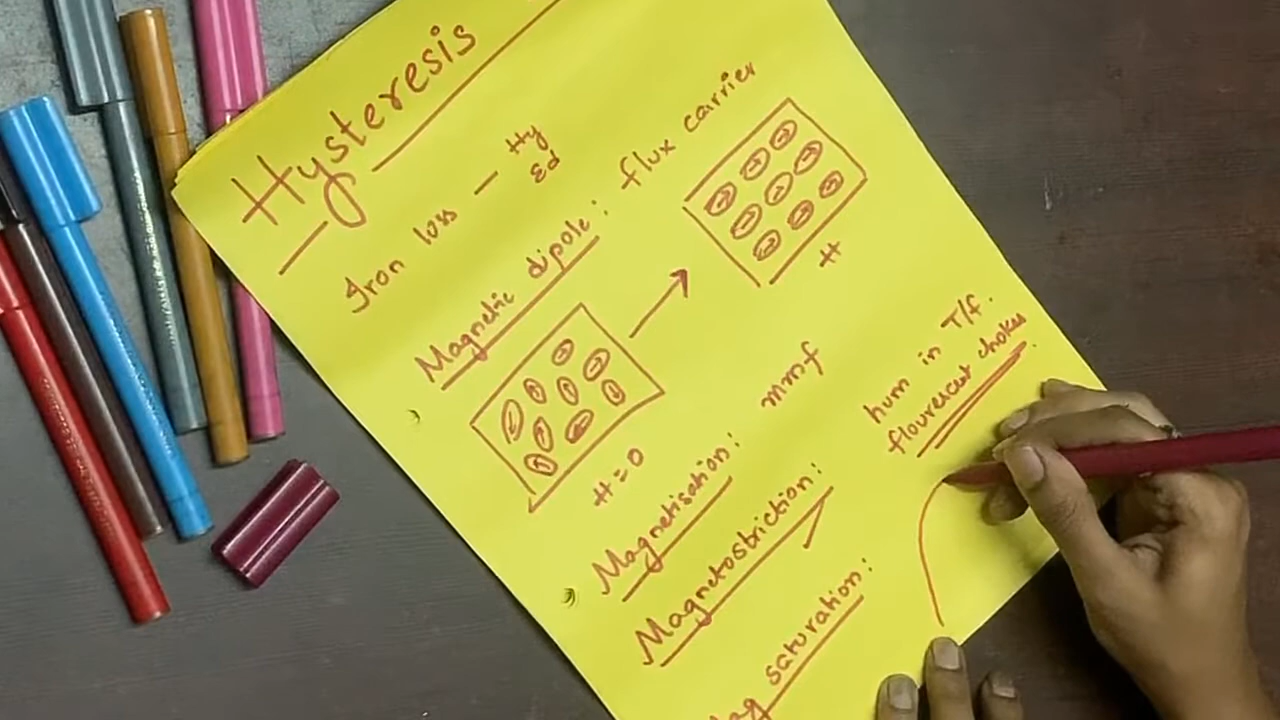 Hysteresis
Iron loss - Hy
Ed
Magnetic dipole: flux carrier
H = 0
H
Magnetisation: mmf
Magnetostriction: hum in T/f.
flourescent chokes
saturation: